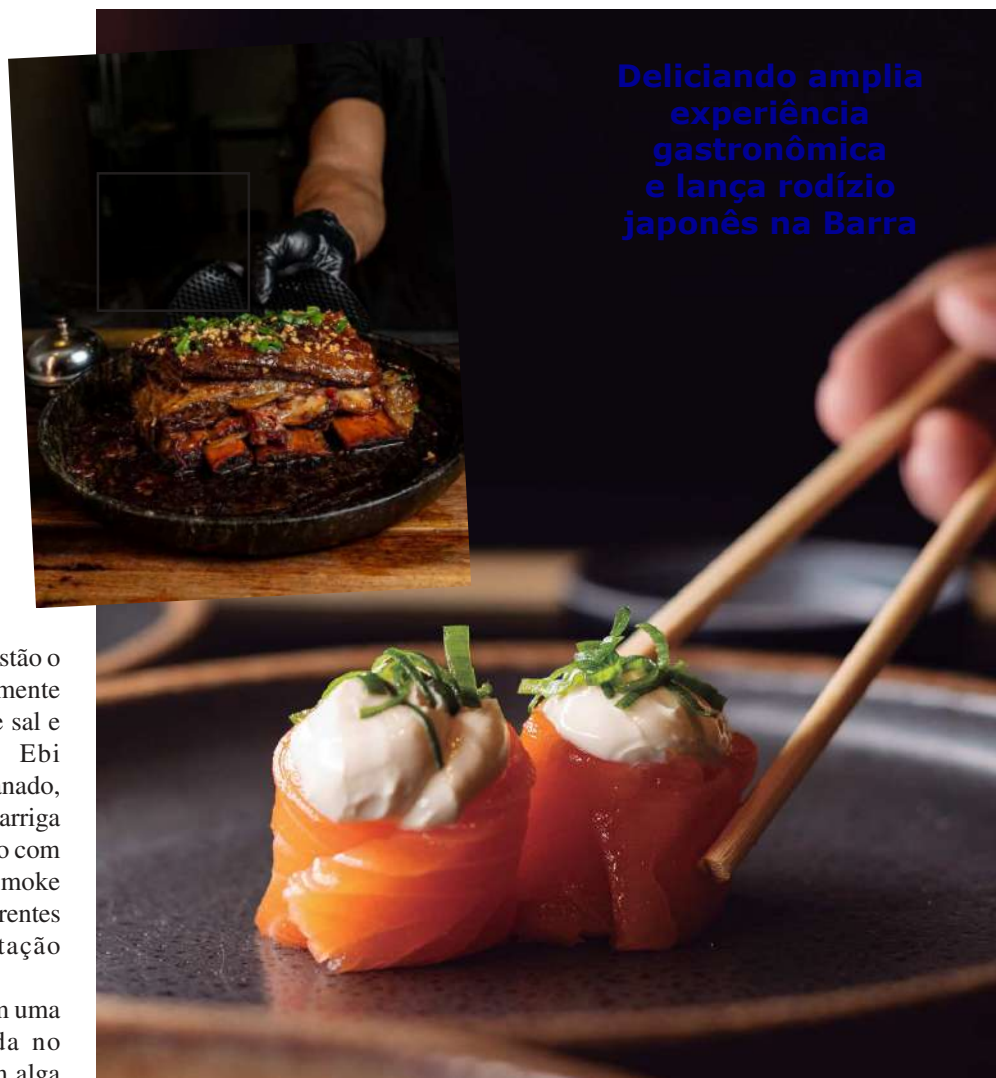 Deliciando amplia
experiência
gastronômica
e lança rodízio
japonês na Barra
stão o
mente
e sal e
Ebi
anado,
arriga
o com
moke
rentes
tação
m uma
da no